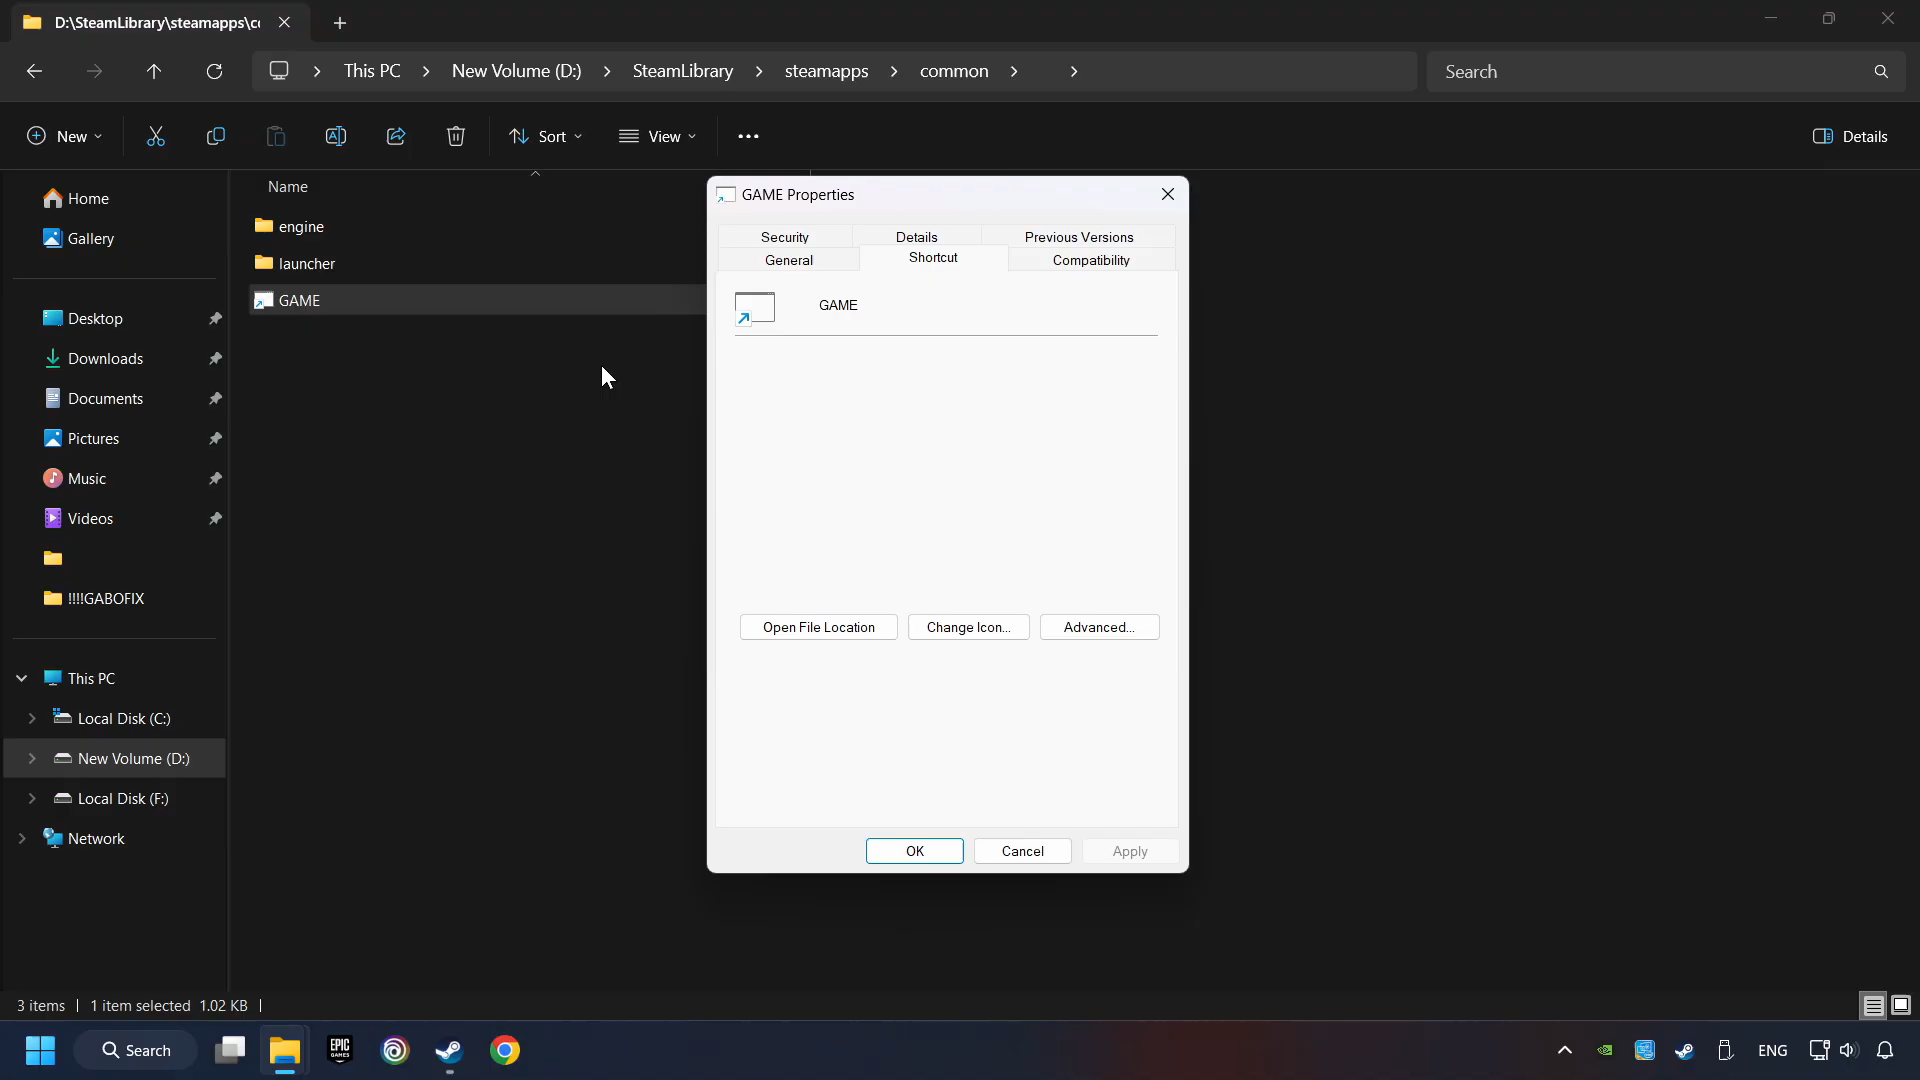 D:\SteamLibrary\steamapps\co
This PC
New Volume (D:)
SteamLibrary
steamapps
common
Search
New
Sort
View
Details
Home
Gallery
Desktop
Downloads
Documents
Pictures
Music
Videos
!!!!GABOFIX
This PC
Local Disk (C:)
New Volume (D:)
Local Disk (F:)
Network
Name
engine
launcher
GAME
GAME Properties
Security
Details
Previous Versions
General
Shortcut
Compatibility
GAME
Open File Location
Change Icon...
Advanced...
OK
Cancel
Apply
3 items
1 item selected 1.02 KB
Search
EPIC
GAMES
ENG